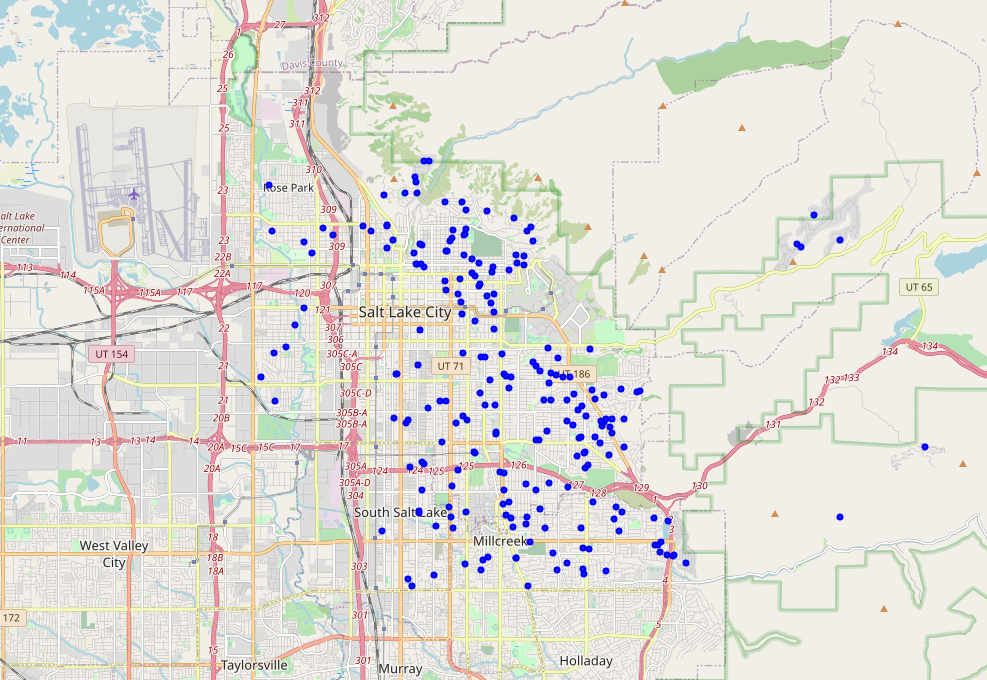 27
312
26
Davis County
25
312
311
25
311
310
23
Rose Park
309
alt Lake
ernational
Center
23
309
22B
113
114
22A
307
115A
115A
117
117
120
UT 65
121
Salt Lake City
22
307
306
134
134
UT 154
305C-A
305C
UT 71
UT 186
21
132
133
305C-D
132
20B
305B-A
305B-A
131
11
13
13
14
14
20A
15C
15C
17
20A
305A
124
124
125
125
126
130
305A-D
127
129
128
1
304
South Salt Lake
3
18
West Valley
City
Millcreek
18B
18A
303
4
172
301
5
15
Taylorsville
301
Murray
Holladay